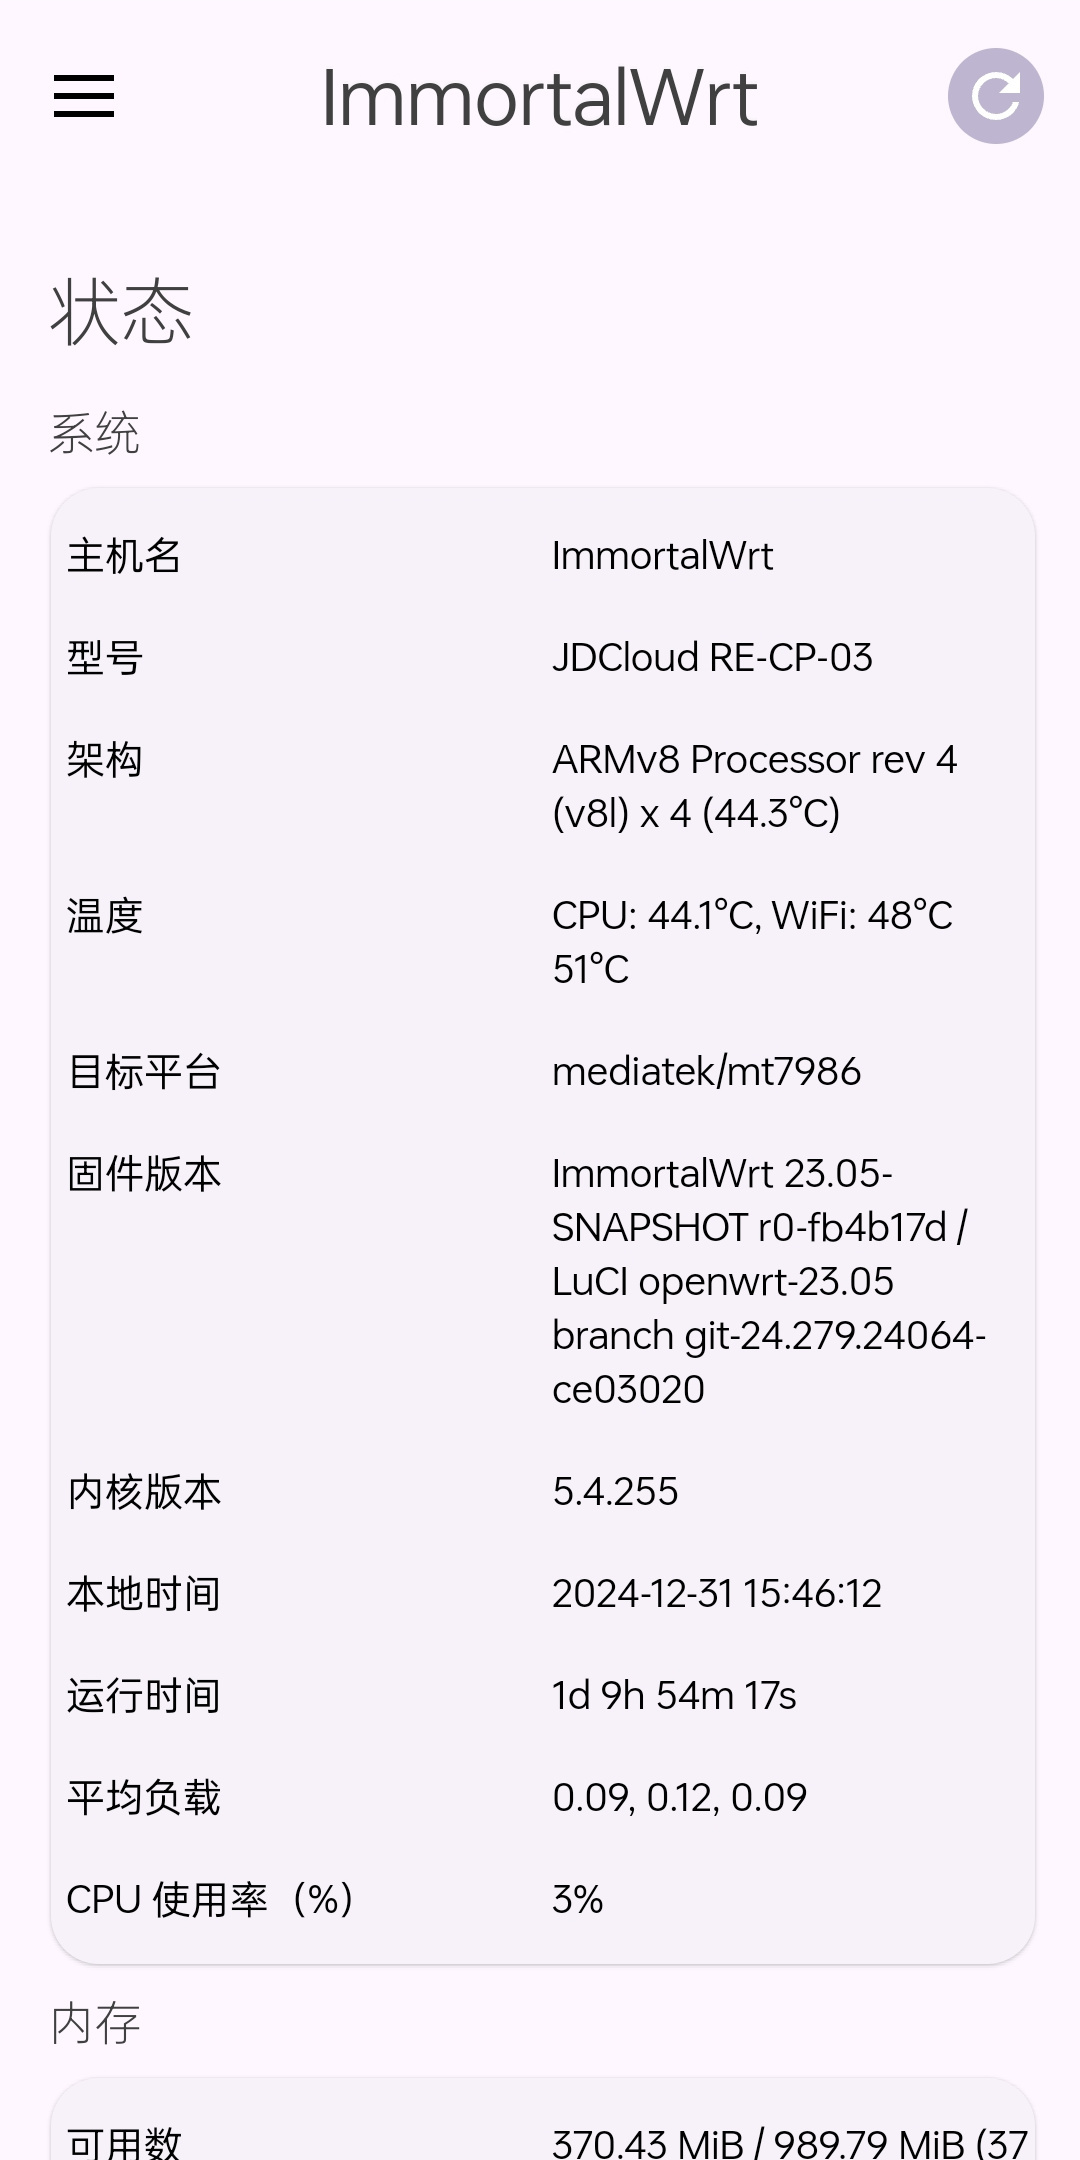 ImmortalWrt
状态
系统
主机名 ImmortalWrt
型号 JDCloud RE-CP-03
架构 ARMv8 Processor rev 4
(v8l) x 4 (44.3°C)
温度 CPU: 44.1°C, WiFi: 48°C
51°C
目标平台 mediatek/mt7986
固件版本 ImmortalWrt 23.05-
SNAPSHOT r0-fb4b17d /
LuCI openwrt-23.05
branch git-24.279.24064-
ce03020
内核版本 5.4.255
本地时间 2024-12-31 15:46:12
运行时间 1d 9h 54m 17s
平均负载 0.09, 0.12, 0.09
CPU 使用率（%） 3%
内存
可用数 370.43 MiB / 989.79 MiB (37